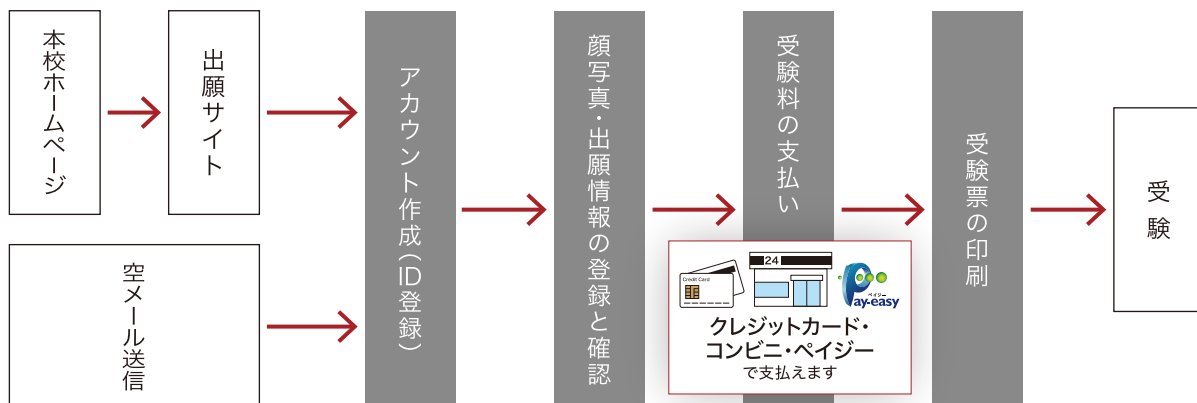 本校ホームページ
出願サイト
空メール送信
アカウント作成(ID登録)
顔写真・出願情報の登録と確認
受験料の支払い
Credit Card
24
ペイジー
Pay-easy
クレジットカード・
コンビニ・ペイジー
で支払えます
受験票の印刷
受験